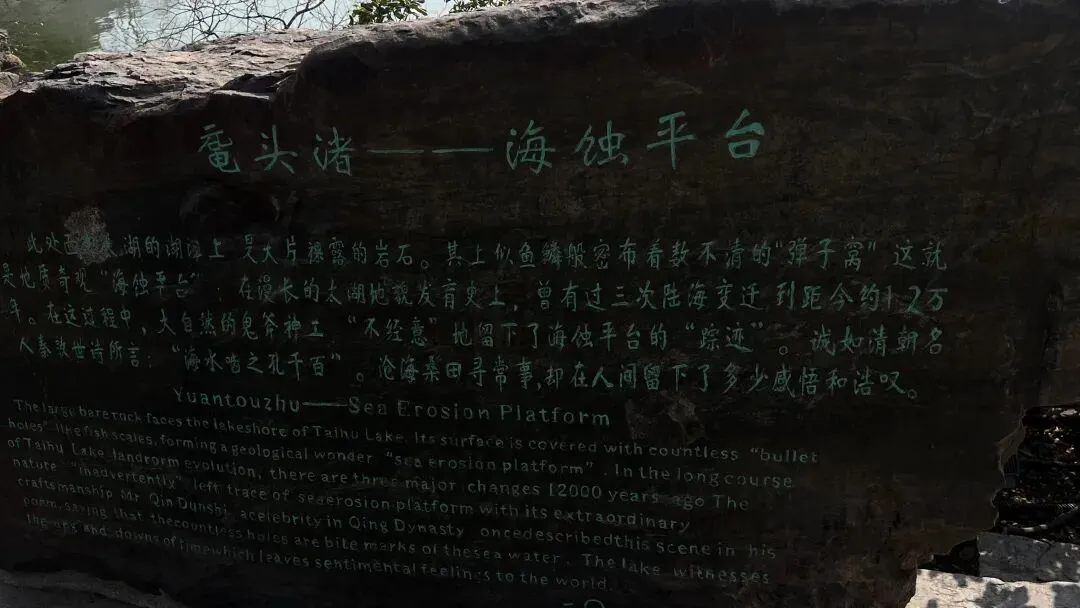 鼋头渚——海蚀平台
此处西 湖的湖湾上 是大片裸露的岩石。其上似鱼鳞般密布着数不清的“弹子窝”这就
是地质奇观“海蚀平台”;在漫长的太湖地貌发育史上,曾有过三次陆海变迁 到距今约1.2万
年。在这过程中,大自然的鬼斧神工 “不经意”地留下了海蚀平台的“踪迹”。诚如清朝名
人秦敦世诗所言:“海水啮之孔千百”。沧海桑田寻常事,却在人间留下了多少感悟和浩叹。
Yuantouzhu——Sea Erosion Platform
The large bare rock faces the lakeshore of Taihu Lake. Its surface is covered with countless “bullet
holes” like fish scales, forming a geological wonder “sea erosion platform”. In the long course
of Taihu Lake landrorm evolution, there are three major changes 12000 years ago The
nature “inadvertently” left trace of seaerosion platform with its extraordinary
craftsmanship Mr Qin Dunshi, acelebrity in Qing Dynasty oncedescribedthis scene in his
poem, saying that thecountless holes are bite marks of thesea water. The lake witnesses
the ups and downs of timewhich leaves sentimental feelings to the world.